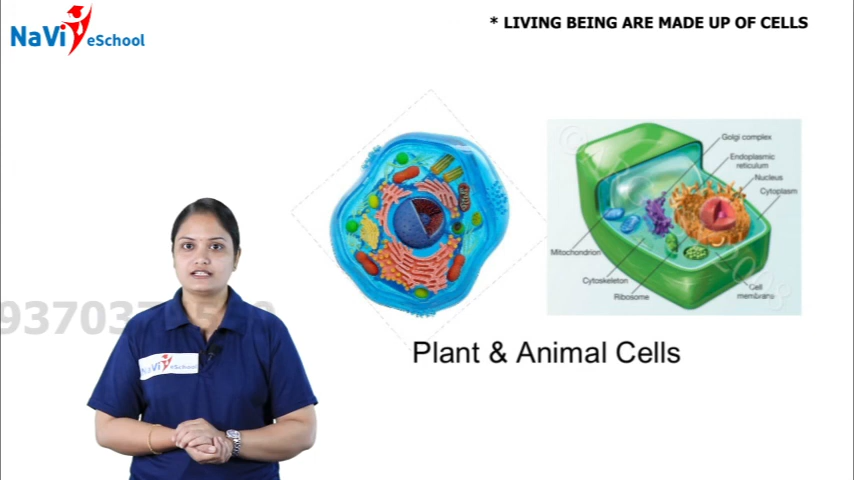 NaVi eSchool
* LIVING BEING ARE MADE UP OF CELLS
Golgi complex
Endoplasmic
reticulum
Nucleus
Cytoplasm
Mitochondrion
Cytoskeleton
Ribosome
Cell
membrane
Plant & Animal Cells
NaVi eSchool